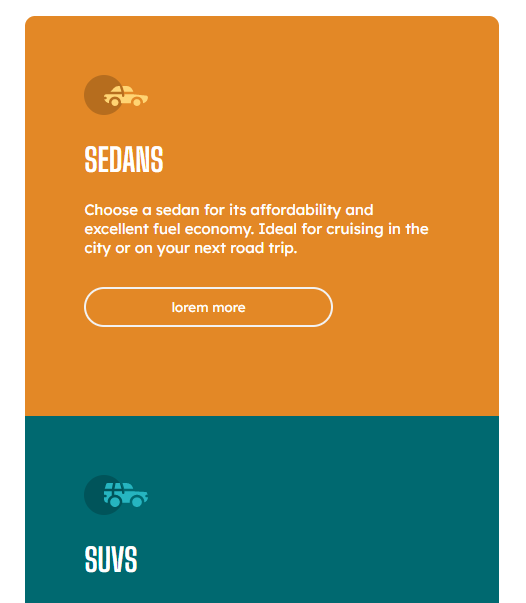 SEDANS
Choose a sedan for its affordability and
excellent fuel economy. Ideal for cruising in the
city or on your next road trip.
lorem more
SUVS